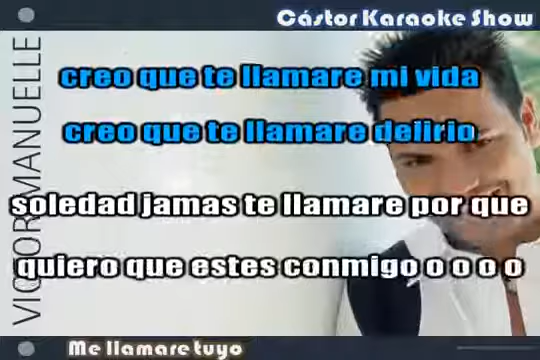 Cástor Karaoke Show
VICTOR MANUELLE
creo que te llamare mi vida
creo que te llamare delirio
soledad jamas te llamare por que
quiero que estes conmigo o o o o
Me llamare tuyo